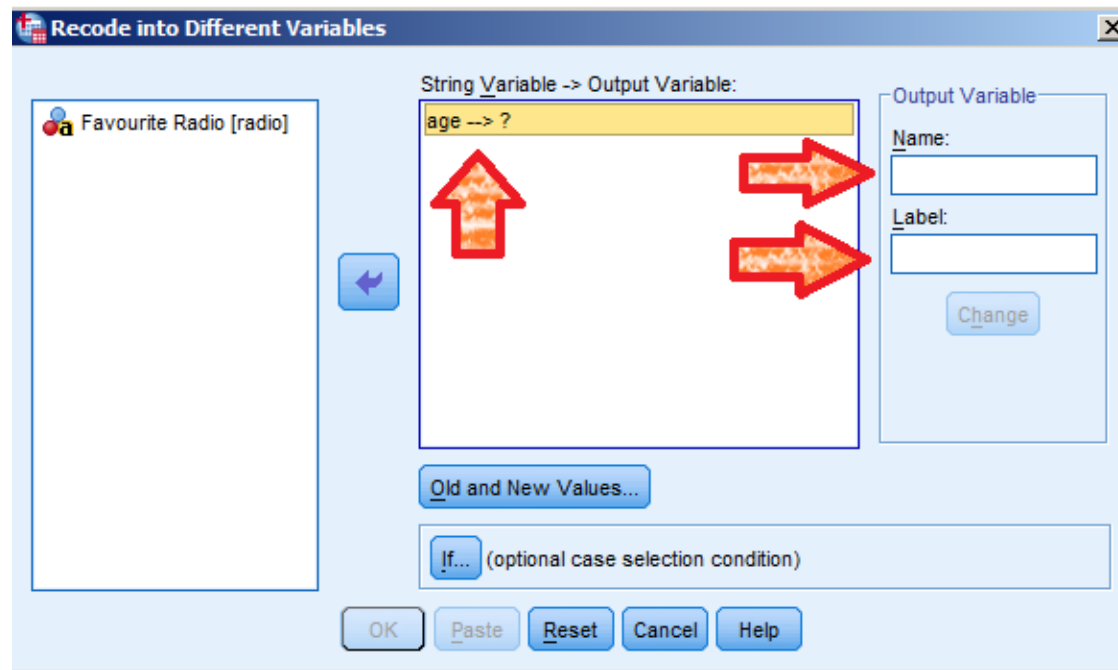 Recode into Different Variables
Favourite Radio [radio]
String Variable -> Output Variable:
age --> ?
Output Variable
Name:
Label:
Change
Old and New Values...
If... (optional case selection condition)
OK Paste Reset Cancel Help